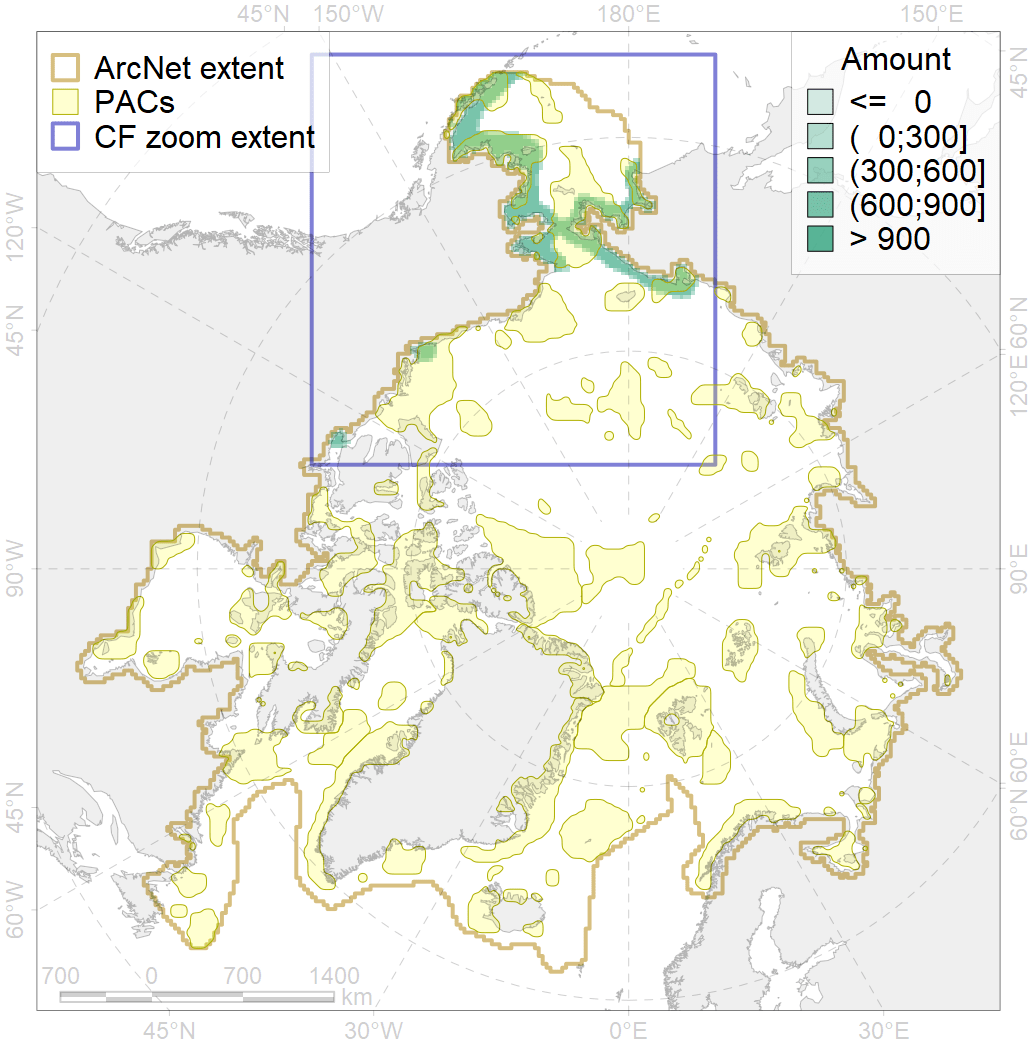 45°N 150°W 180°E 150°E
ArcNet extent
PACs
CF zoom extent
Amount
<= 0
( 0;300]
(300;600]
(600;900]
> 900
45°N
120°W
45°N
90°W
45°N
60°W
60°N
120°E
90°E
60°E
60°N
700 0 700 1400
km
45°N 30°W 0°E 30°E